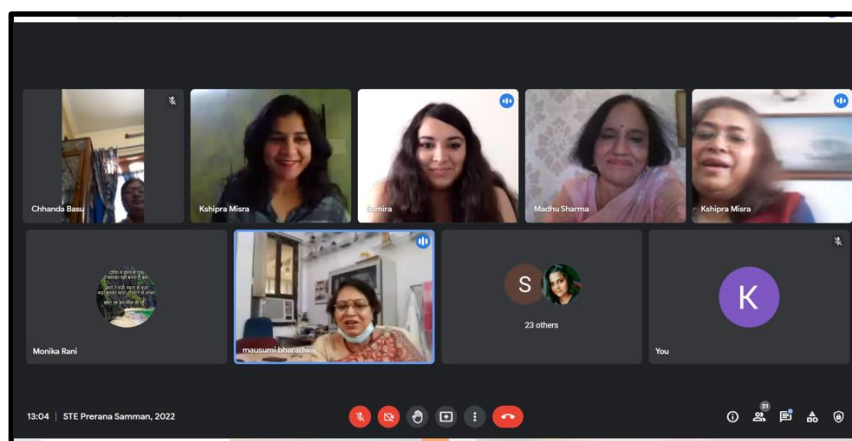 Chhanda Basu
Kshipra Misra
Madhu Sharma
Kshipra Misra
Monika Rani
mausumi bharadwaj
S
23 others
K
You
13:04 | STE Prerana Samman, 2022
31